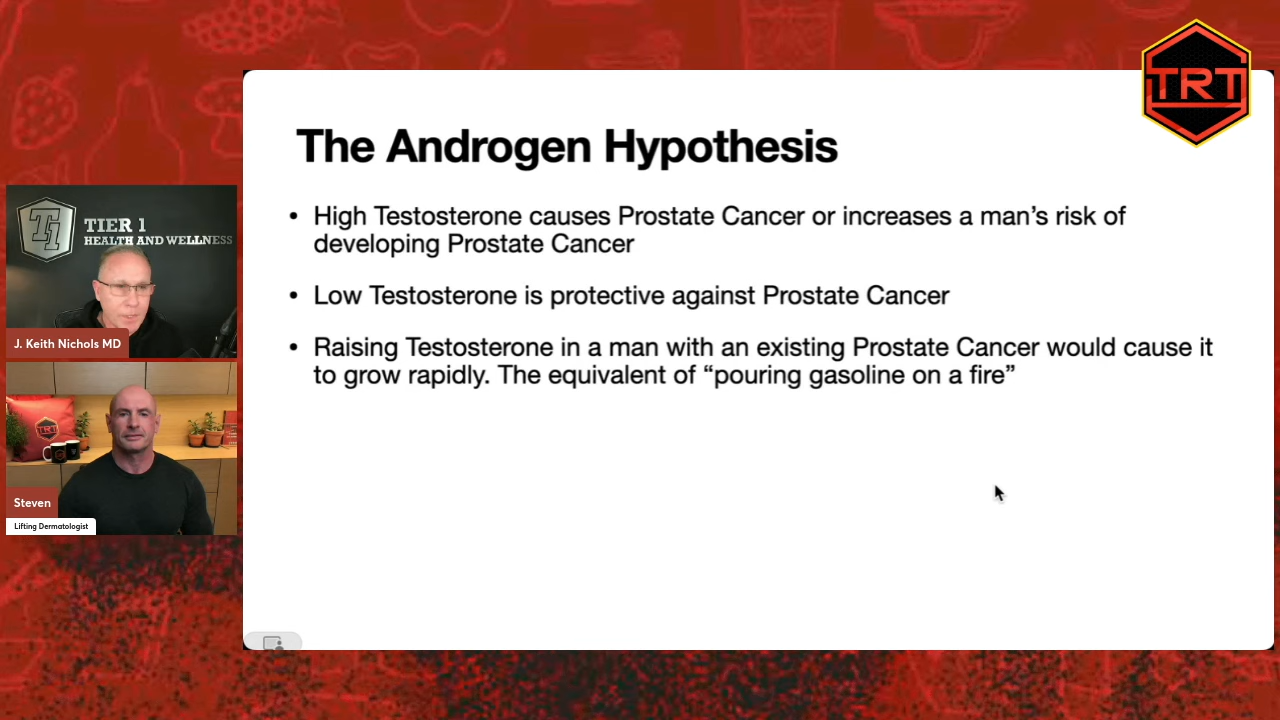 TRT
The Androgen Hypothesis
• High Testosterone causes Prostate Cancer or increases a man’s risk of
developing Prostate Cancer
• Low Testosterone is protective against Prostate Cancer
• Raising Testosterone in a man with an existing Prostate Cancer would cause it
to grow rapidly. The equivalent of “pouring gasoline on a fire”
T1
TIER 1
HEALTH AND WELLNESS
J. Keith Nichols MD
TRT
Steven
Lifting Dermatologist